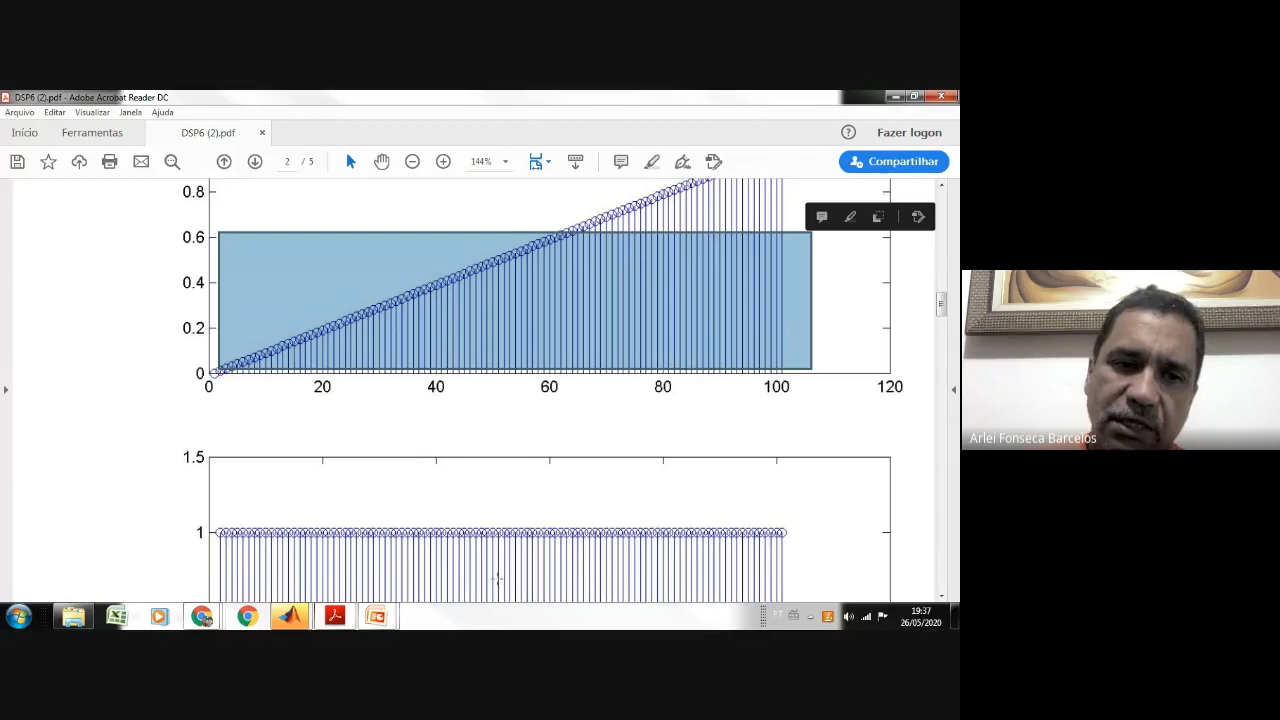 DSP6 (2).pdf - Adobe Acrobat Reader DC
Arquivo Editar Visualizar Janela Ajuda
Início Ferramentas DSP6 (2).pdf × ? Fazer logon
2 / 5 144% Compartilhar
0.8
0.6
0.4
0.2
0
0 20 40 60 80 100 120
1.5
1
Arlei Fonseca Barcelos
PT 19:37
26/05/2020